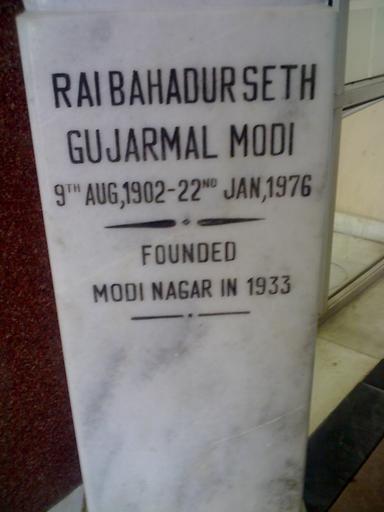 RAI BAHADUR SETH
GUJARMAL MODI
9TH AUG,1902-22ND JAN,1976
FOUNDED
MODI NAGAR IN 1933